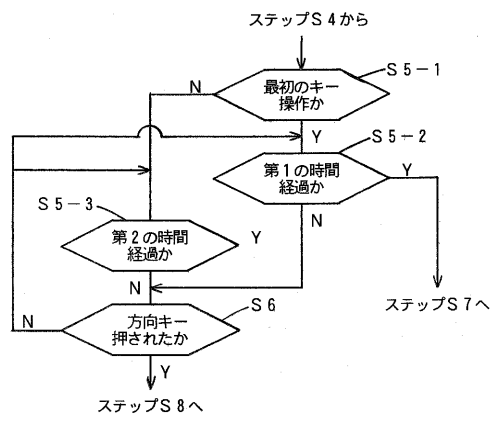 ステップS4から
S5-1
N
最初のキー
操作か
Y
S5-2
第1の時間
経過か
Y
S5-3
N
第2の時間
経過か
Y
N
S6
ステップS7へ
N
方向キー
押されたか
Y
ステップS8へ